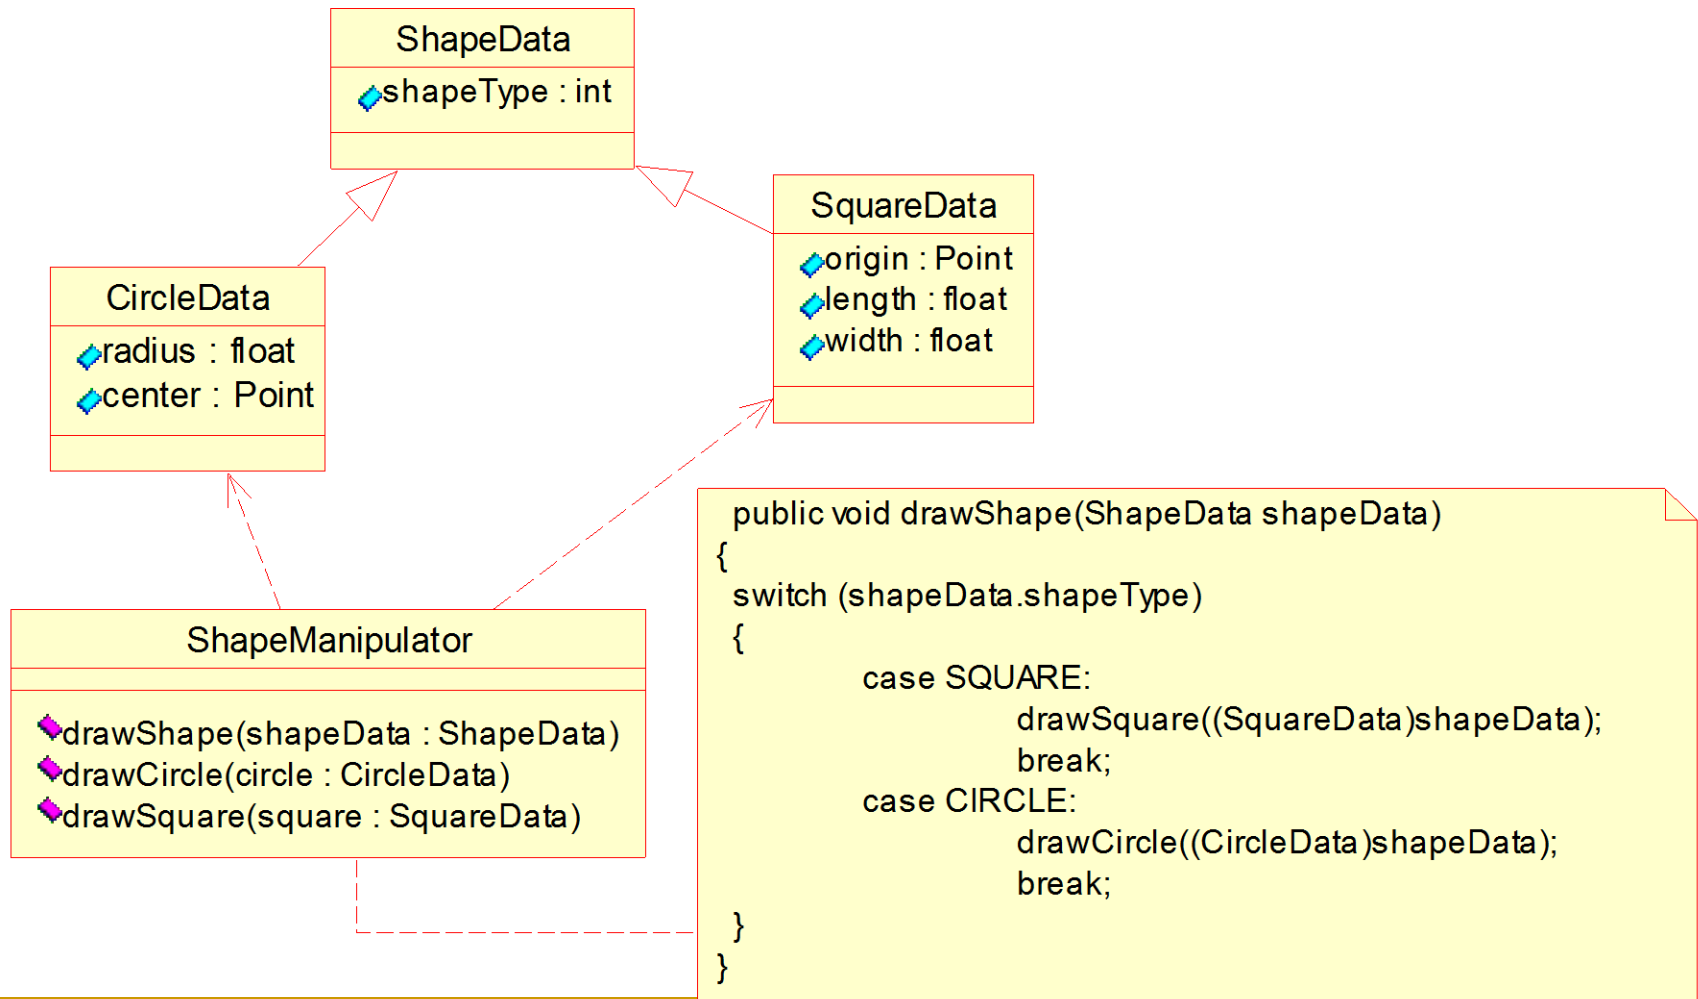 ShapeData
shapeType : int
SquareData
origin : Point
length : float
width : float
CircleData
radius : float
center : Point
ShapeManipulator
drawShape(shapeData : ShapeData)
drawCircle(circle : CircleData)
drawSquare(square : SquareData)
public void drawShape(ShapeData shapeData)
{
switch (shapeData.shapeType)
{
case SQUARE:
drawSquare((SquareData)shapeData);
break;
case CIRCLE:
drawCircle((CircleData)shapeData);
break;
}
}